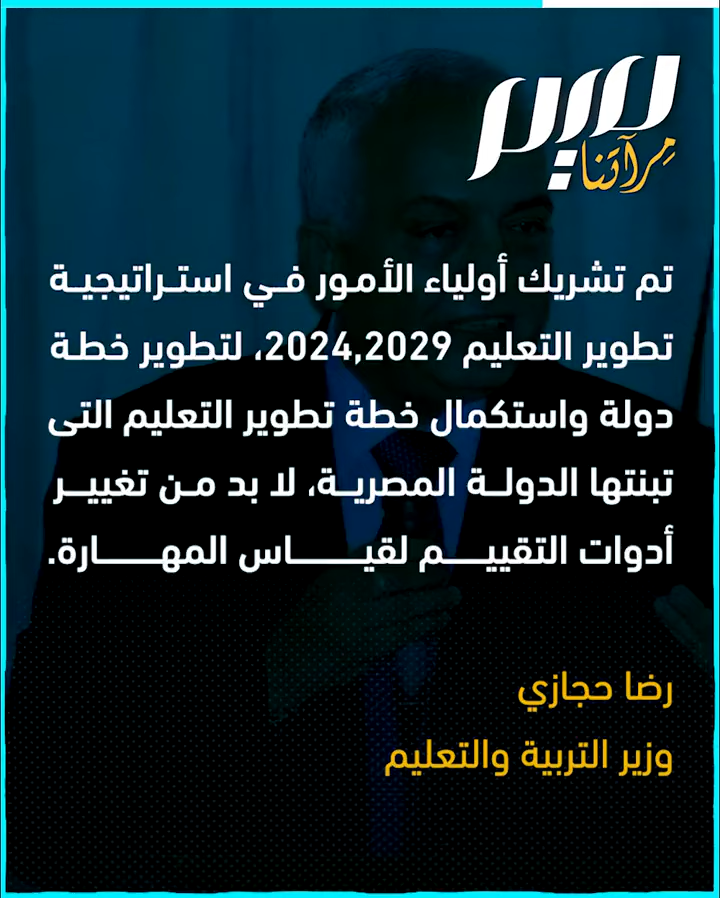 سير
مرآتنا
تم تشريك أولياء الأمور في استراتيجية
تطوير التعليم 2024,2029، لتطوير خطة
دولة واستكمال خطة تطوير التعليم التى
تبنتها الدولة المصرية، لا بد من تغيير
أدوات التقييم لقياس المهارة.
رضا حجازي
وزير التربية والتعليم